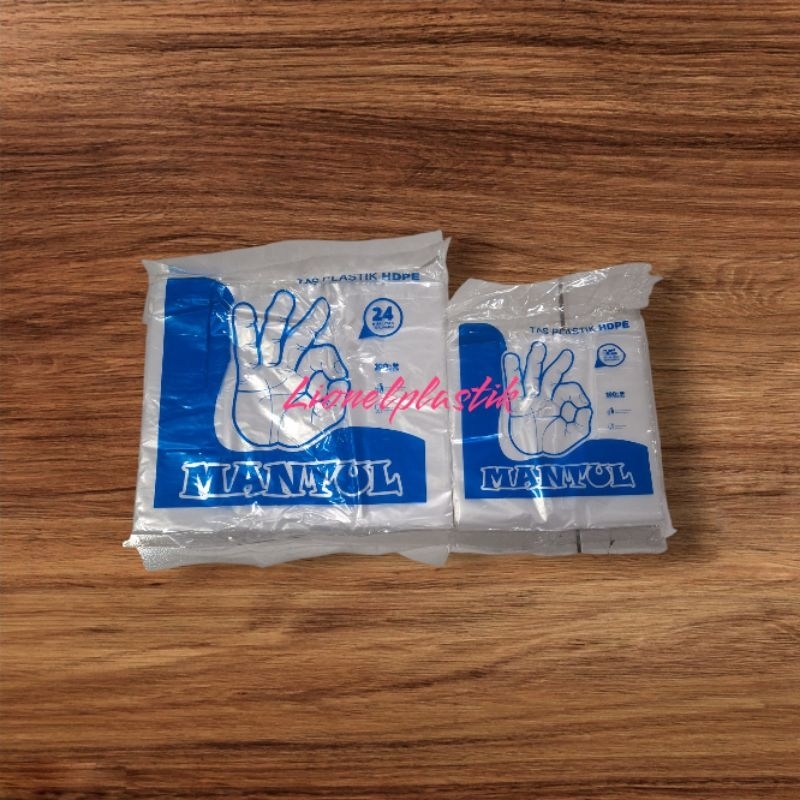 TAS PLASTIK HDPE
24
MANTUL
TAS PLASTIK HDPE
MANTUL
Lionelplastik